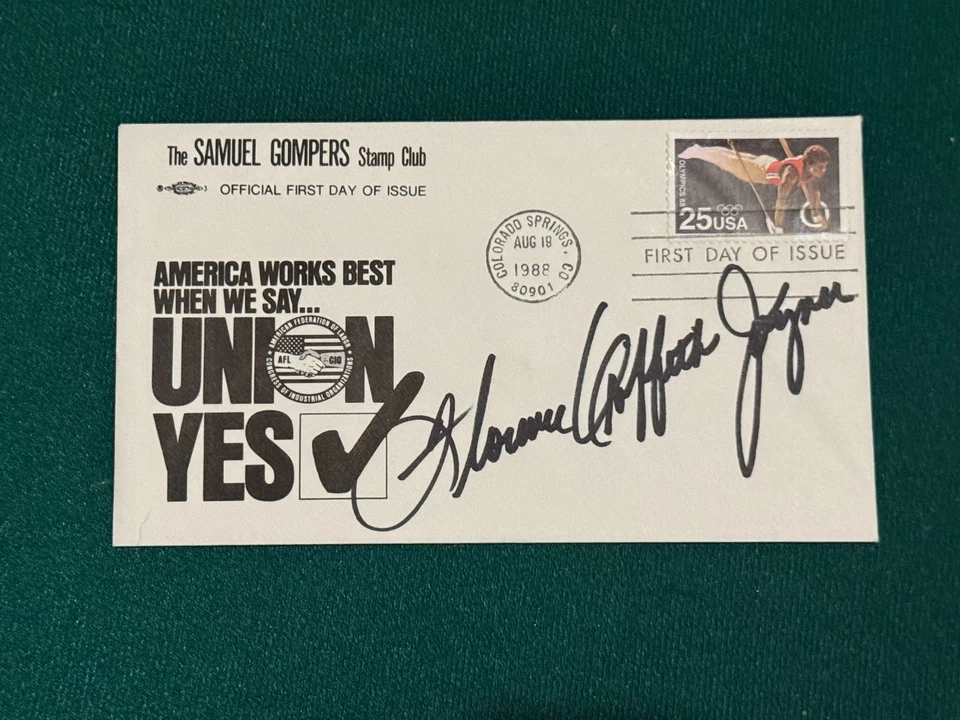 The SAMUEL GOMPERS Stamp Club
OFFICIAL FIRST DAY OF ISSUE
OLYMPICS 88
25USA
COLORADO SPRINGS · CO
AUG 19
1988
80901
FIRST DAY OF ISSUE
AMERICA WORKS BEST
WHEN WE SAY...
UNION
AMERICAN FEDERATION OF LABOR
AFL CIO
CONGRESS OF INDUSTRIAL ORGANIZATIONS
YES
Florence Griffith Joyner